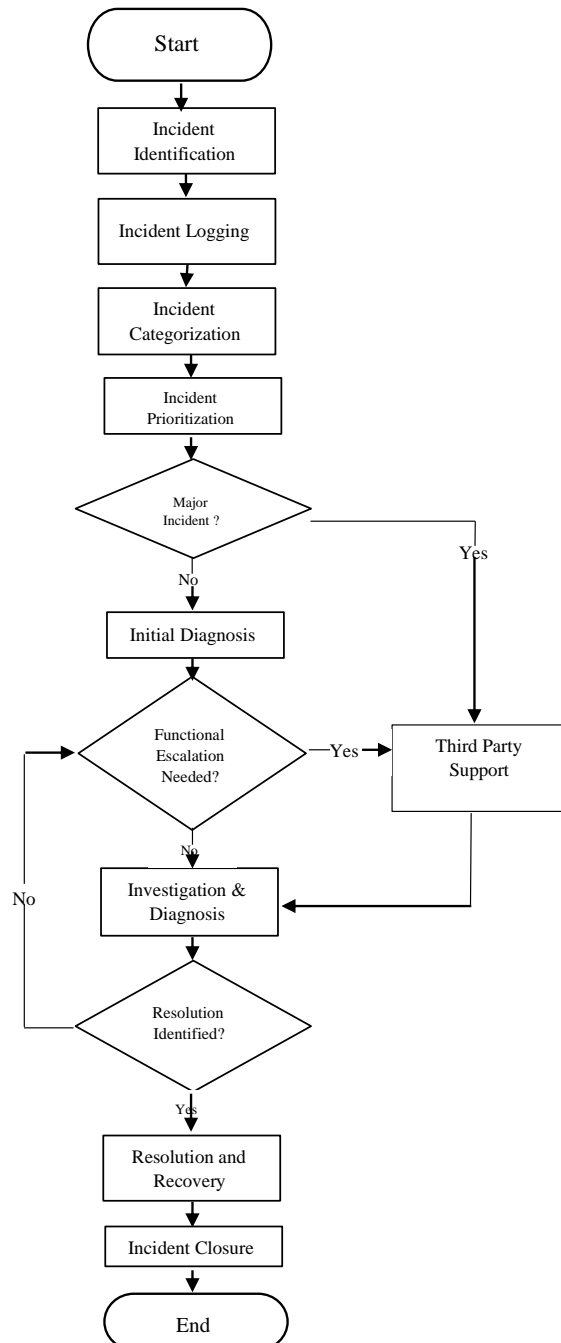 Start
Incident
Identification
Incident Logging
Incident
Categorization
Incident
Prioritization
Major
Incident ?
Yes
No
Initial Diagnosis
Functional
Escalation
Needed?
Yes
Third Party
Support
No
Investigation &
Diagnosis
No
Resolution
Identified?
Yes
Resolution and
Recovery
Incident Closure
End